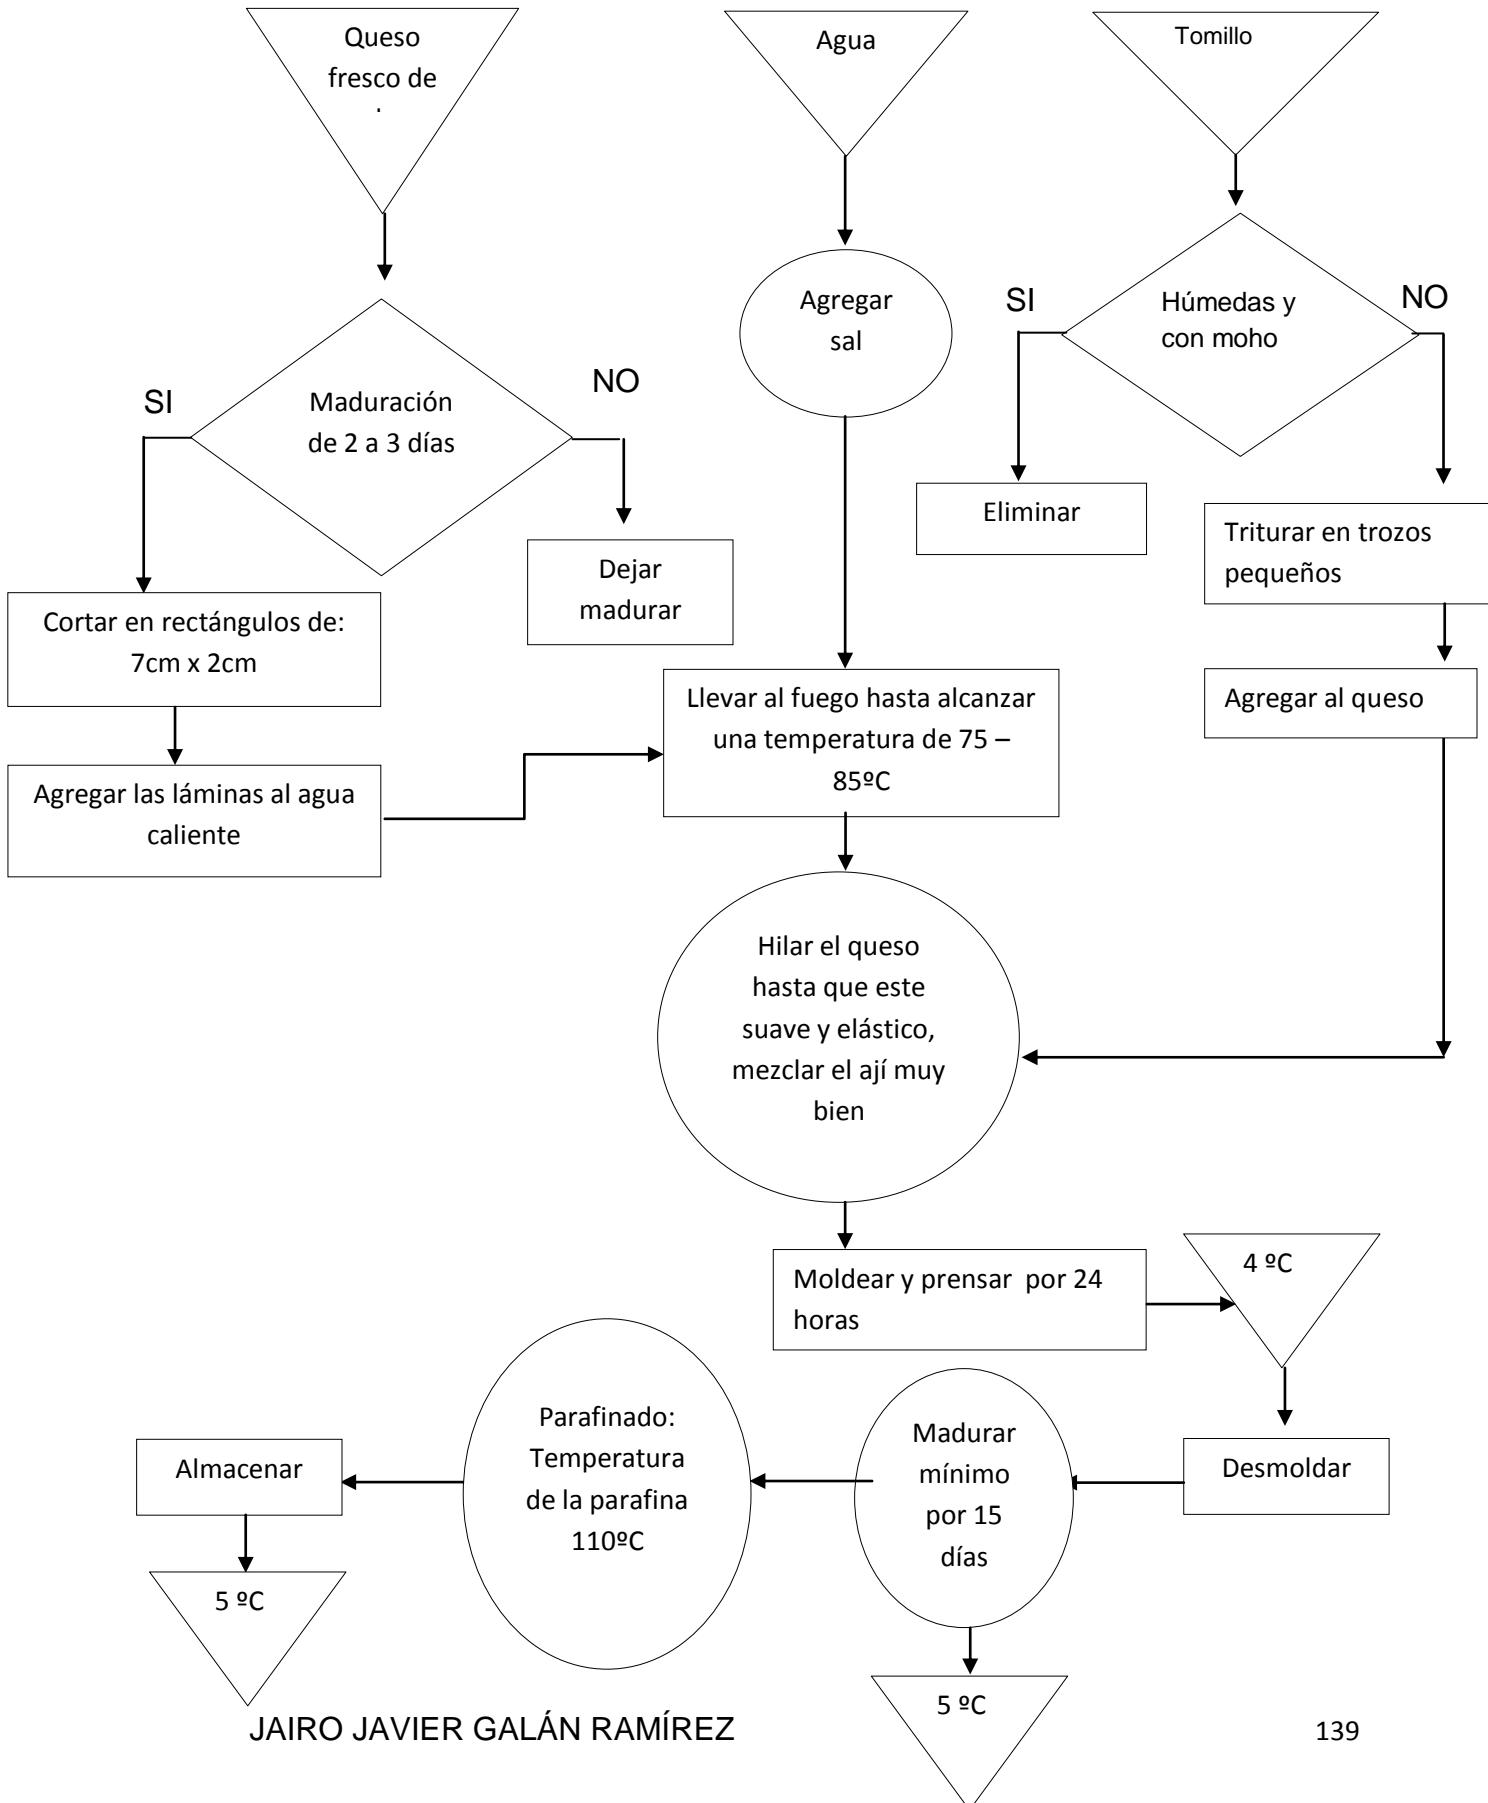 Queso
fresco de
Agua
Tomillo
SI
Maduración
de 2 a 3 días
NO
Agregar
sal
SI
Húmedas y
con moho
NO
Cortar en rectángulos de:
7cm x 2cm
Dejar
madurar
Eliminar
Triturar en trozos
pequeños
Agregar las láminas al agua
caliente
Llevar al fuego hasta alcanzar
una temperatura de 75 –
85ºC
Agregar al queso
Hilar el queso
hasta que este
suave y elástico,
mezclar el ají muy
bien
Moldear y prensar  por 24
horas
4 ºC
Desmoldar
Madurar
mínimo
por 15
días
5 ºC
Parafinado:
Temperatura
de la parafina
110ºC
Almacenar
5 ºC
JAIRO JAVIER GALÁN RAMÍREZ
139